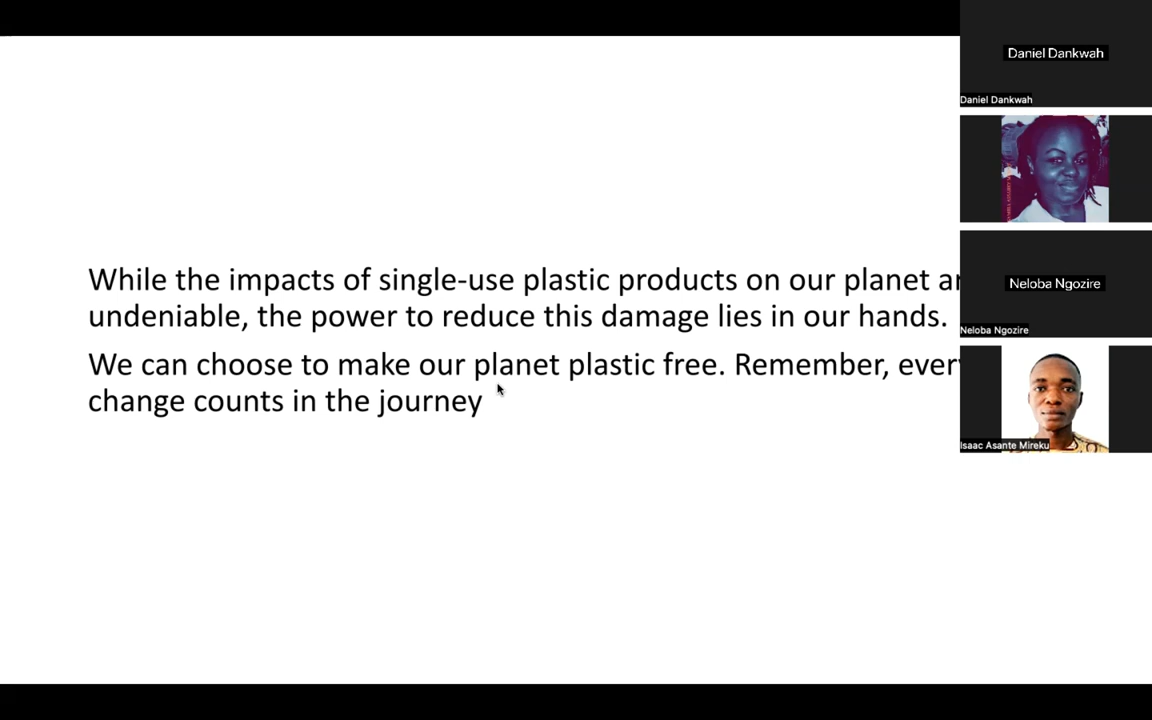 While the impacts of single-use plastic products on our planet
undeniable, the power to reduce this damage lies in our hands.
We can choose to make our planet plastic free. Remember,
change counts in the journey
Daniel Dankwah
Daniel Dankwah
Neloba Ngozire
Neloba Ngozire
Isaac Asante Mireku